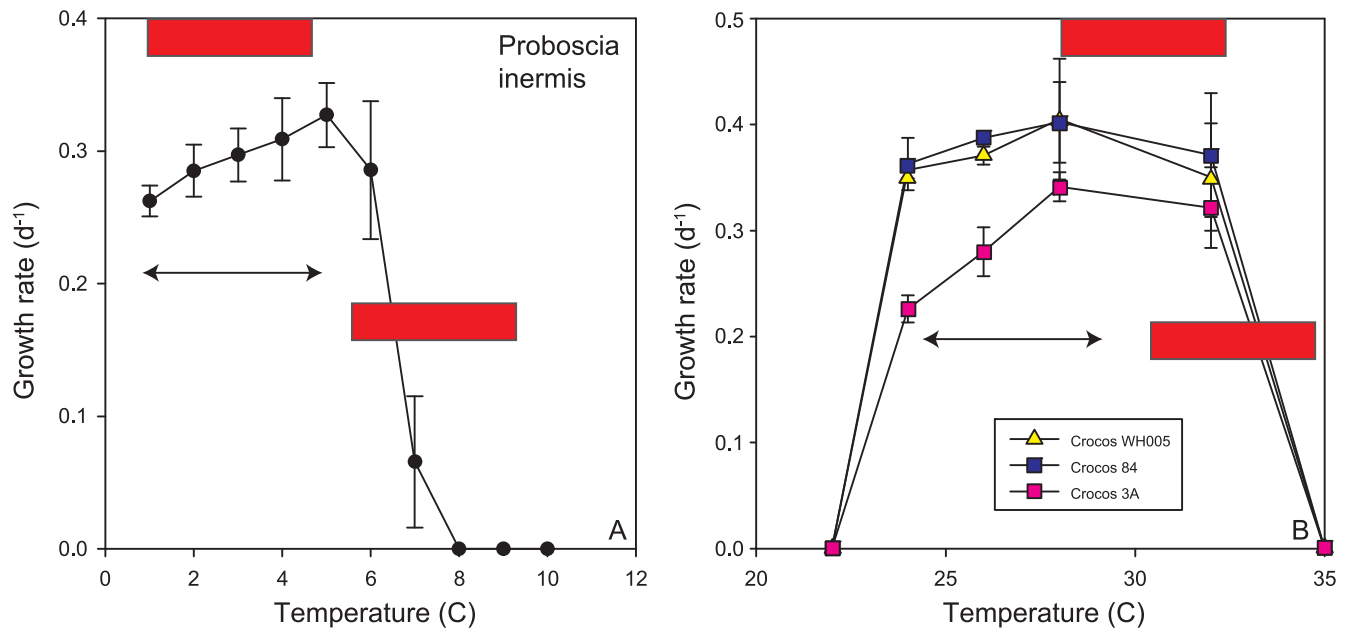 0.4
0.3
0.2
0.1
0.0
0
2
4
6
8
10
12
Growth rate (d-1)
Temperature (C)
Proboscia
inermis
A
0.5
0.4
0.3
0.2
0.1
0.0
20
25
30
35
Growth rate (d-1)
Temperature (C)
Crocos WH005
Crocos 84
Crocos 3A
B